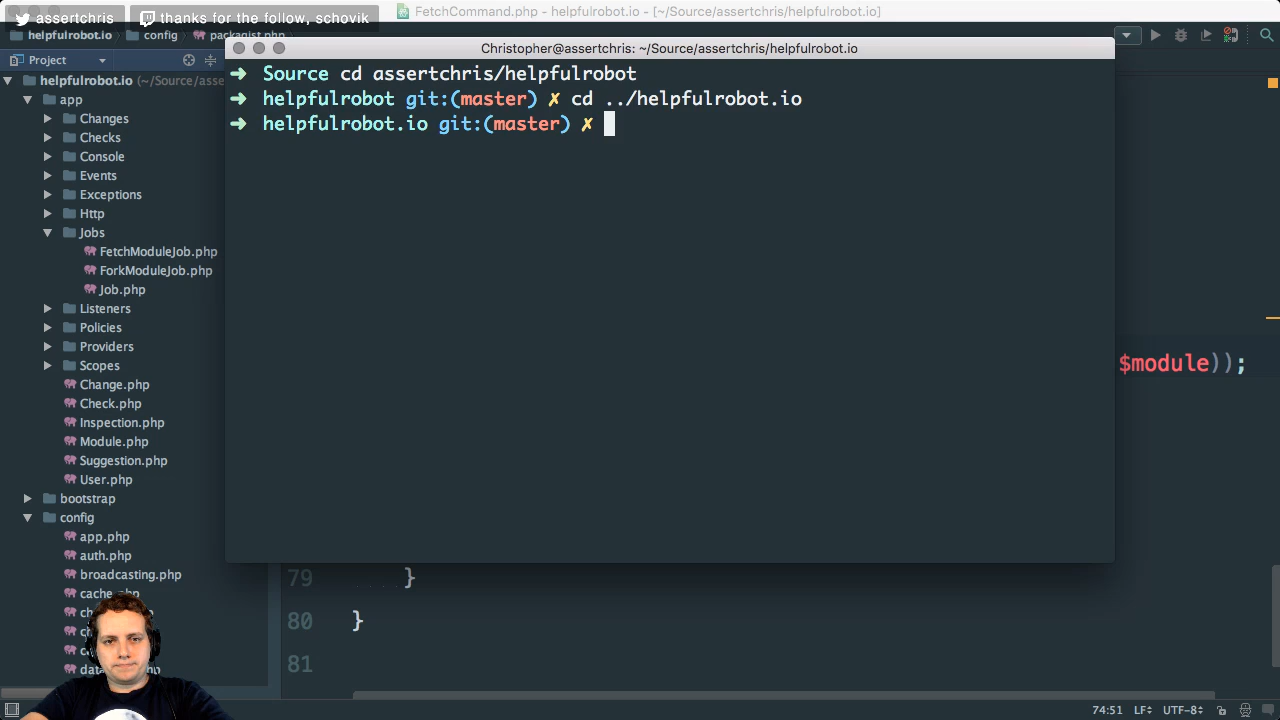 assertchris
thanks for the follow, schovik
FetchCommand.php - helpfulrobot.io - [~/Source/assertchris/helpfulrobot.io]
helpfulrobot.io
config
packagist.php
Project
helpfulrobot.io (~/Source/asse
app
Changes
Checks
Console
Events
Exceptions
Http
Jobs
FetchModuleJob.php
ForkModuleJob.php
Job.php
Listeners
Policies
Providers
Scopes
Change.php
Check.php
Inspection.php
Module.php
Suggestion.php
User.php
bootstrap
config
app.php
auth.php
broadcasting.php
cache.php
Christopher@assertchris: ~/Source/assertchris/helpfulrobot.io
➜ Source cd assertchris/helpfulrobot
➜ helpfulrobot git:(master) ✗ cd ../helpfulrobot.io
➜ helpfulrobot.io git:(master) ✗
$module));
79 }
80 }
81
74:51 LF÷ UTF-8÷